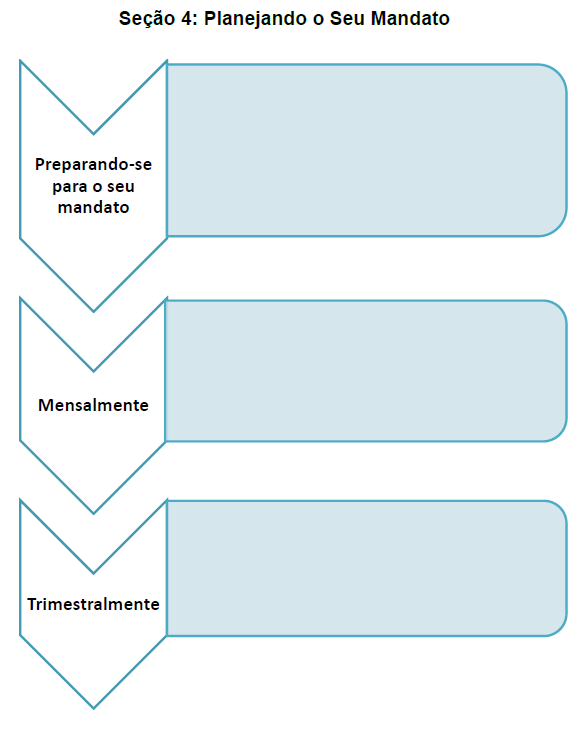 Seção 4: Planejando o Seu Mandato
Preparando-se
para o seu
mandato
Mensalmente
Trimestralmente